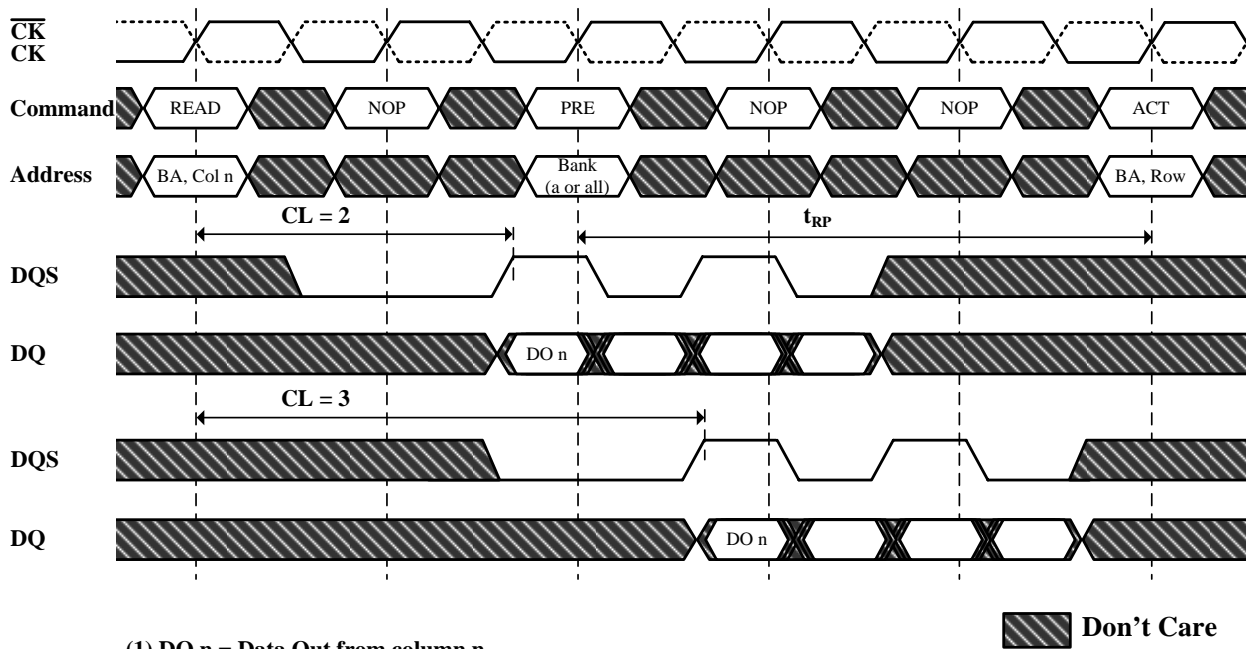 CK
CK
Command READ NOP PRE NOP NOP ACT
Address BA, Col n Bank (a or all) BA, Row
CL = 2 tRP
DQS
DQ DO n
CL = 3
DQS
DQ DO n
Don't Care
(1) DO n = Data Out from column n